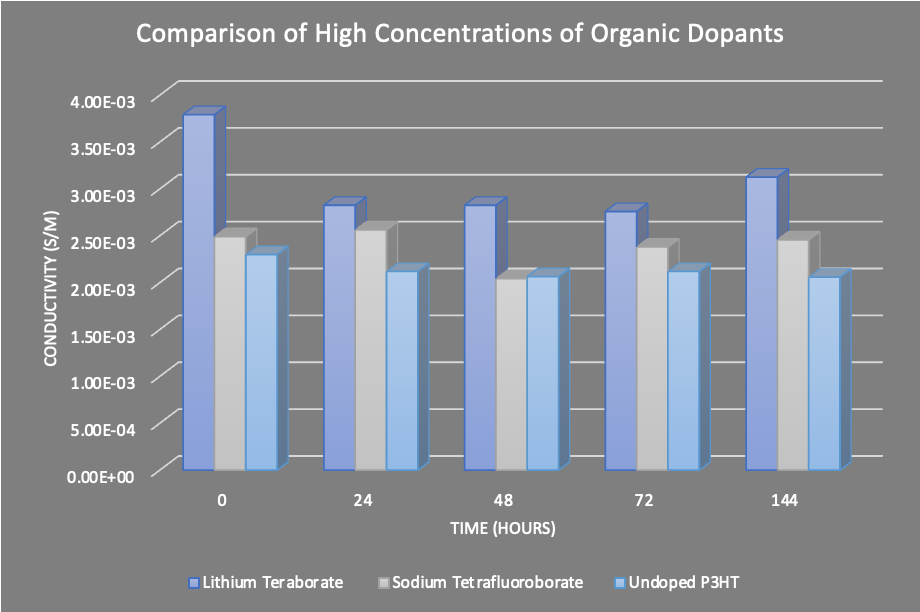 Comparison of High Concentrations of Organic Dopants
4.00E-03
3.50E-03
3.00E-03
2.50E-03
2.00E-03
1.50E-03
1.00E-03
5.00E-04
0.00E+00
CONDUCTIVITY (S/M)
0 24 48 72 144
TIME (HOURS)
Lithium Teraborate Sodium Tetrafluoroborate Undoped P3HT